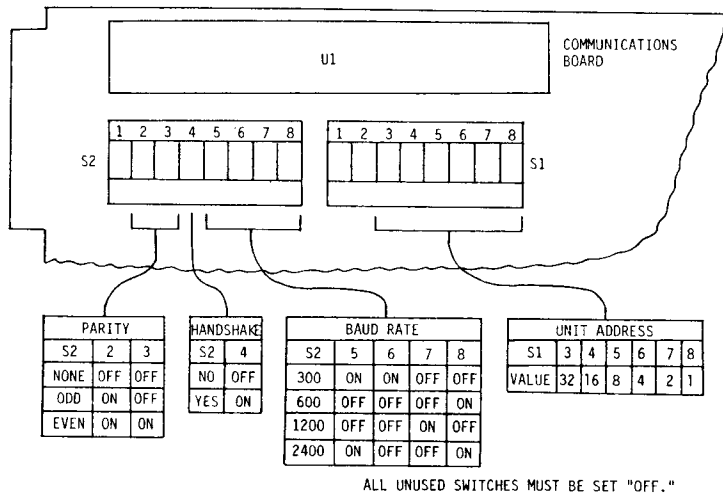 U1
COMMUNICATIONS
BOARD
1 2 3 4 5 6 7 8
S2
1 2 3 4 5 6 7 8
S1
PARITY
S2 2 3
NONE OFF OFF
ODD ON OFF
EVEN ON ON
HANDSHAKE
S2 4
NO OFF
YES ON
BAUD RATE
S2 5 6 7 8
300 ON ON OFF OFF
600 OFF OFF OFF ON
1200 OFF OFF ON OFF
2400 ON OFF OFF ON
UNIT ADDRESS
S1 3 4 5 6 7 8
VALUE 32 16 8 4 2 1
ALL UNUSED SWITCHES MUST BE SET "OFF."